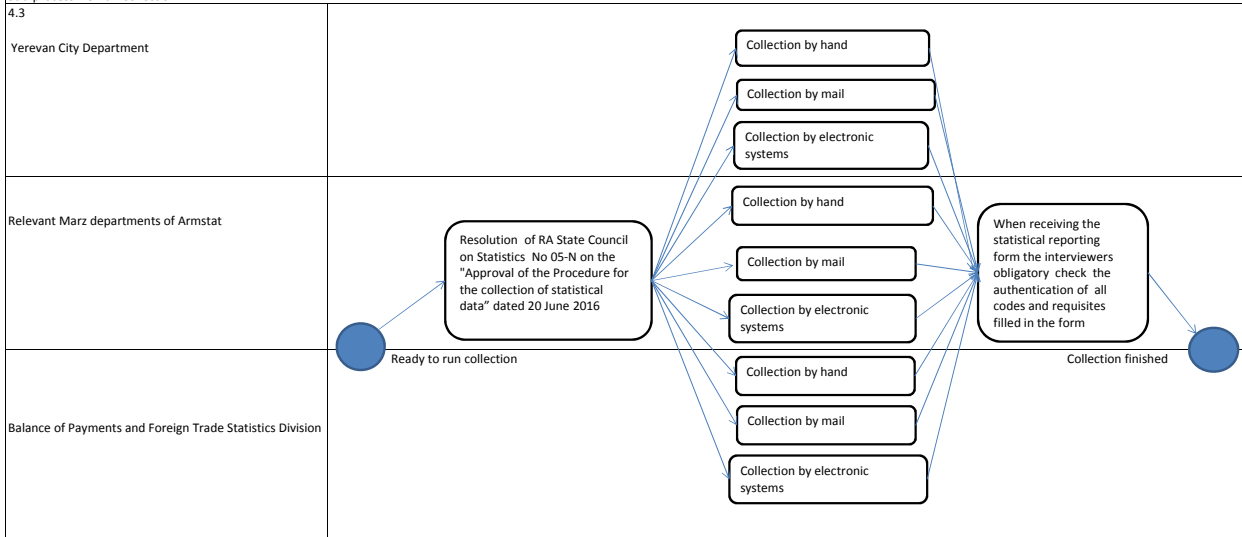 4.3
Yerevan City Department
Collection by hand
Collection by mail
Collection by electronic
systems
Relevant Marz departments of Armstat
Resolution of RA State Council
on Statistics No 05-N on the
"Approval of the Procedure for
the collection of statistical
data” dated 20 June 2016
Collection by hand
Collection by mail
Collection by electronic
systems
When receiving the
statistical reporting
form the interviewers
obligatory check the
authentication of all
codes and requisites
filled in the form
Ready to run collection
Collection finished
Balance of Payments and Foreign Trade Statistics Division
Collection by hand
Collection by mail
Collection by electronic
systems